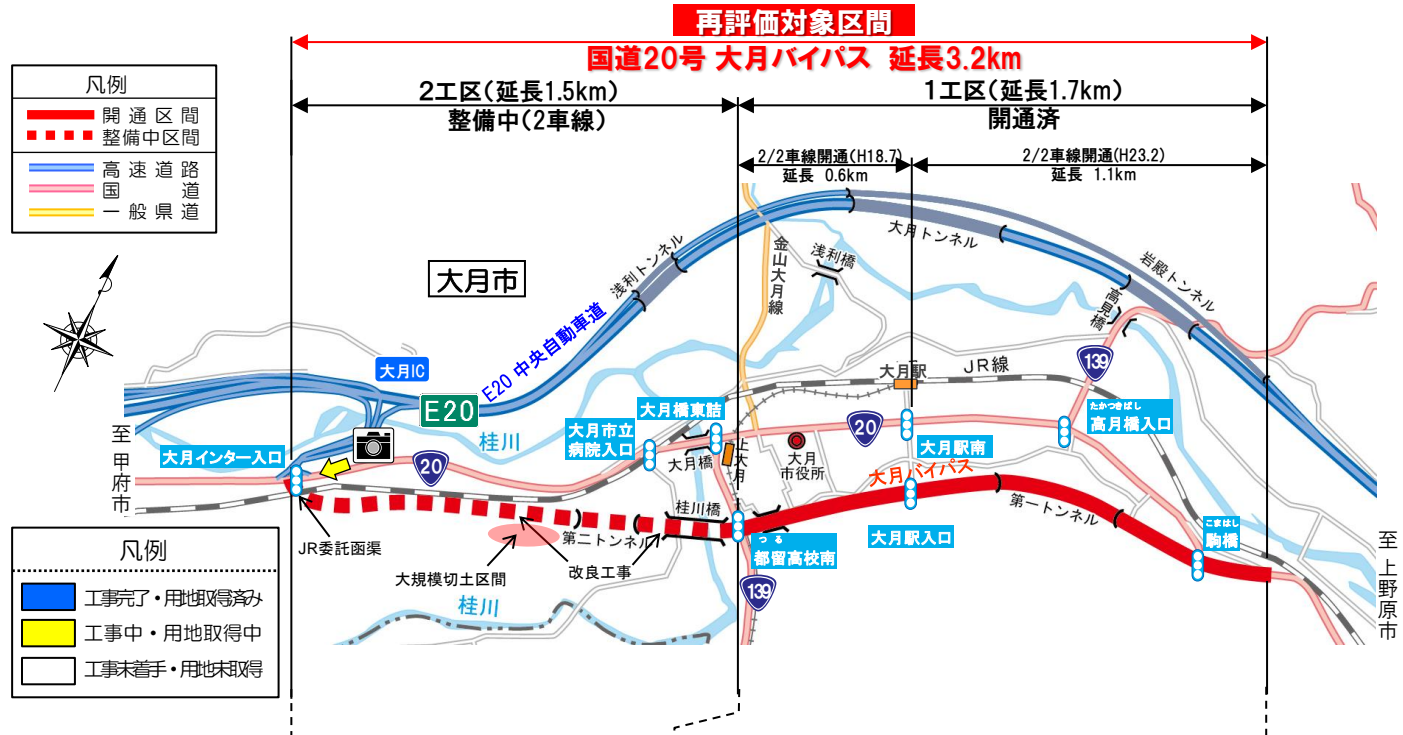 再評価対象区間
国道20号 大月バイパス 延長3.2km
2工区(延長1.5km)
整備中(2車線)
1工区(延長1.7km)
開通済
2/2車線開通(H18.7)
延長 0.6km
2/2車線開通(H23.2)
延長 1.1km
凡例
開通区間
整備中区間
高速道路
国道
一般県道
大月市
浅利トンネル
金山大月線
浅利橋
大月トンネル
岩殿トンネル
高見橋
E20 中央自動車道
大月IC
E20
桂川
大月駅
JR線
139
至甲府市
大月インター入口
20
大月市立
病院入口
大月橋東詰
大月橋
上大月
大月
市役所
20
大月駅南
たかつきばし
高月橋入口
大月バイパス
桂川橋
第一トンネル
大月駅入口
こまはし
駒橋
至上野原市
JR委託函渠
大規模切土区間
第二トンネル
改良工事
つる
都留高校南
139
桂川
凡例
工事完了・用地取得済み
工事中・用地取得中
工事未着手・用地未取得